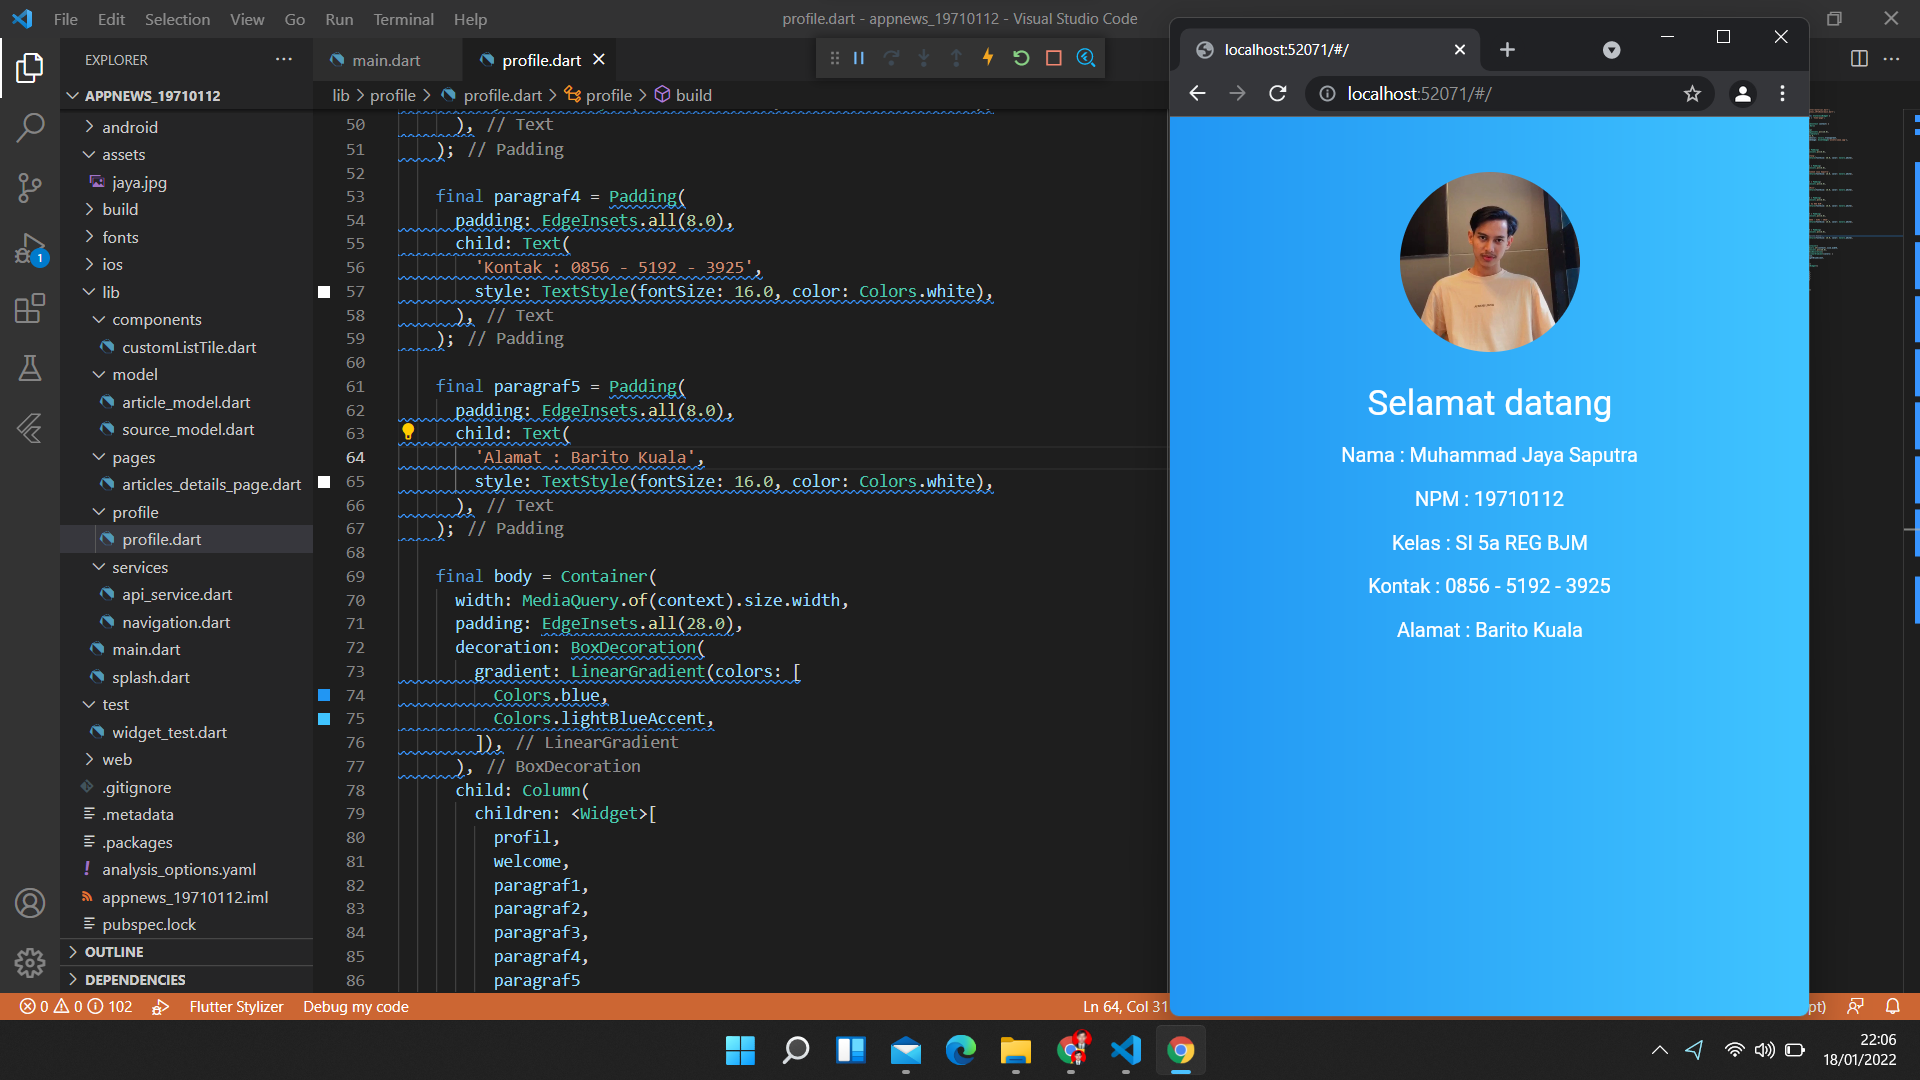 File Edit Selection View Go Run Terminal Help
profile.dart - appnews_19710112 - Visual Studio Code
EXPLORER
APPNEWS_19710112
android
assets
jaya.jpg
build
fonts
ios
lib
components
customListTile.dart
model
article_model.dart
source_model.dart
pages
articles_details_page.dart
profile
profile.dart
services
api_service.dart
navigation.dart
main.dart
splash.dart
test
widget_test.dart
web
.gitignore
.metadata
.packages
analysis_options.yaml
appnews_19710112.iml
pubspec.lock
OUTLINE
DEPENDENCIES
1
main.dart
profile.dart
lib > profile > profile.dart > profile > build
50 ), // Text
51 ); // Padding
52
53 final paragraf4 = Padding(
54 padding: EdgeInsets.all(8.0),
55 child: Text(
56 'Kontak : 0856 - 5192 - 3925',
57 style: TextStyle(fontSize: 16.0, color: Colors.white),
58 ), // Text
59 ); // Padding
60
61 final paragraf5 = Padding(
62 padding: EdgeInsets.all(8.0),
63 child: Text(
64 'Alamat : Barito Kuala',
65 style: TextStyle(fontSize: 16.0, color: Colors.white),
66 ), // Text
67 ); // Padding
68
69 final body = Container(
70 width: MediaQuery.of(context).size.width,
71 padding: EdgeInsets.all(28.0),
72 decoration: BoxDecoration(
73 gradient: LinearGradient(colors: [
74 Colors.blue,
75 Colors.lightBlueAccent,
76 ]), // LinearGradient
77 ), // BoxDecoration
78 child: Column(
79 children: <Widget>[
80 profil,
81 welcome,
82 paragraf1,
83 paragraf2,
84 paragraf3,
85 paragraf4,
86 paragraf5
localhost:52071/#/
localhost:52071/#/
Selamat datang
Nama : Muhammad Jaya Saputra
NPM : 19710112
Kelas : SI 5a REG BJM
Kontak : 0856 - 5192 - 3925
Alamat : Barito Kuala
0 0 102 Flutter Stylizer Debug my code
Ln 64, Col 31
pt)
22:06
18/01/2022